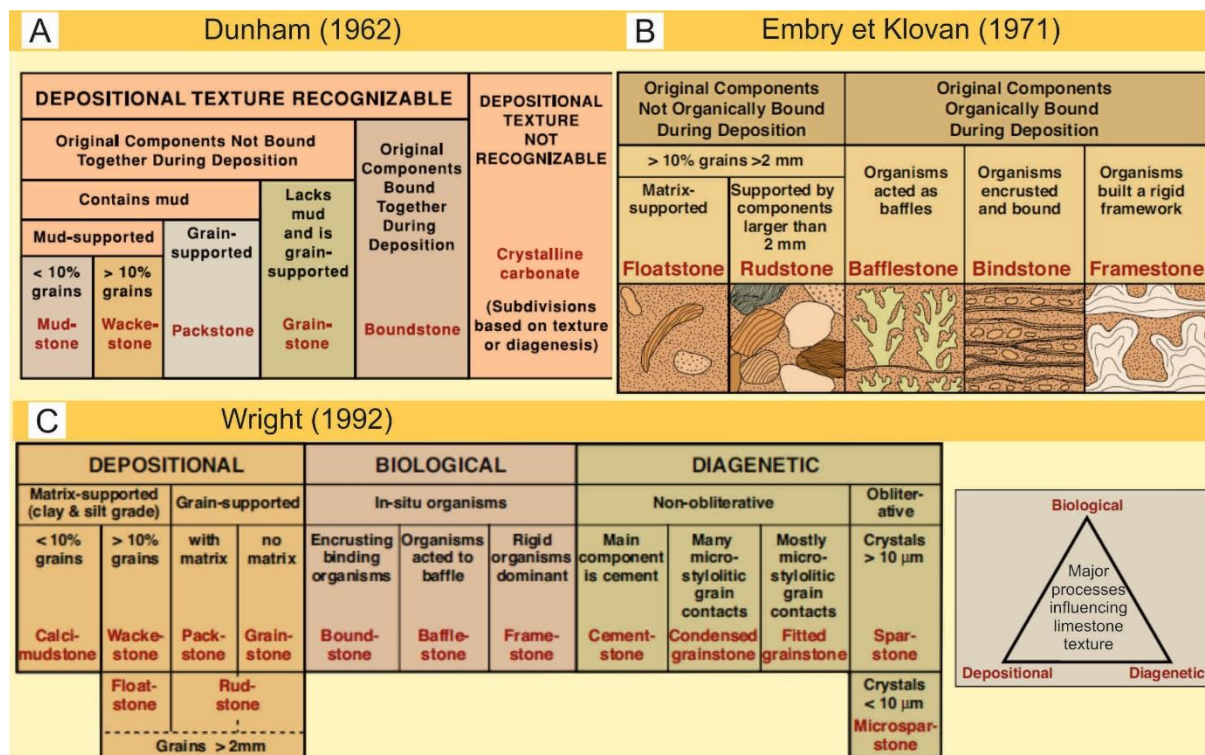 A
Dunham (1962)
DEPOSITIONAL TEXTURE RECOGNIZABLE
Original Components Not Bound
Together During Deposition
Contains mud
Mud-supported
< 10%
grains
Mud-
stone
> 10%
grains
Wacke-
stone
Grain-
supported
Packstone
Lacks
mud and is
grain-
supported
Grain-
stone
Original
Components
Bound
Together
During
Deposition
Boundstone
DEPOSITIONAL
TEXTURE
NOT
RECOGNIZABLE
Crystalline
carbonate
(Subdivisions
based on texture
or diagenesis)
B
Embry et Klovan (1971)
Original Components
Not Organically Bound
During Deposition
> 10% grains >2 mm
Matrix-
supported
Floatstone
Supported by
components
larger than
2 mm
Rudstone
Original Components
Organically Bound
During Deposition
Organisms
acted as
baffles
Bafflestone
Organisms
encrusted
and bound
Bindstone
Organisms
built a rigid
framework
Framestone
C
Wright (1992)
DEPOSITIONAL
Matrix-supported
(clay & silt grade)
< 10%
grains
Calci-
mudstone
> 10%
grains
Wacke-
stone
Grain-supported
with
matrix
Pack-
stone
no
matrix
Grain-
stone
Float-
stone
Rud-
stone
Grains > 2mm
BIOLOGICAL
In-situ organisms
Encrusting
binding
organisms
Bound-
stone
Organisms
acted to
baffle
Baffle-
stone
Rigid
organisms
dominant
Frame-
stone
DIAGENETIC
Non-obliterative
Main
component
is cement
Cement-
stone
Many
micro-
stylolitic
grain
contacts
Condensed
grainstone
Mostly
micro-
stylolitic
grain
contacts
Fitted
grainstone
Obliter-
ative
Crystals
> 10 µm
Spar-
stone
Crystals
< 10 µm
Microspar-
stone
Biological
Major
processes
influencing
limestone
texture
Depositional
Diagenetic